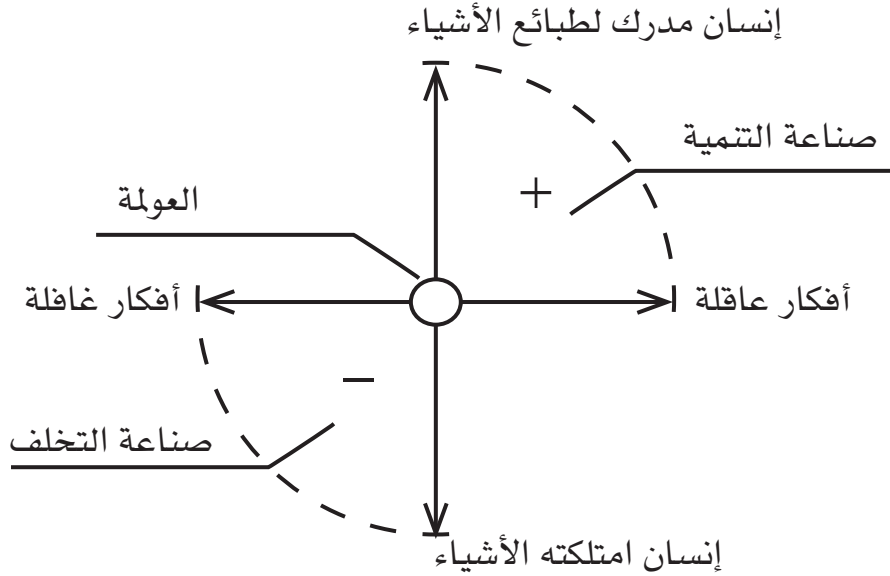 إنسان مدرك لطبائع الأشياء
صناعة التنمية
+
العولمة
أفكار عاقلة
أفكار غافلة
−
صناعة التخلف
إنسان امتلكته الأشياء